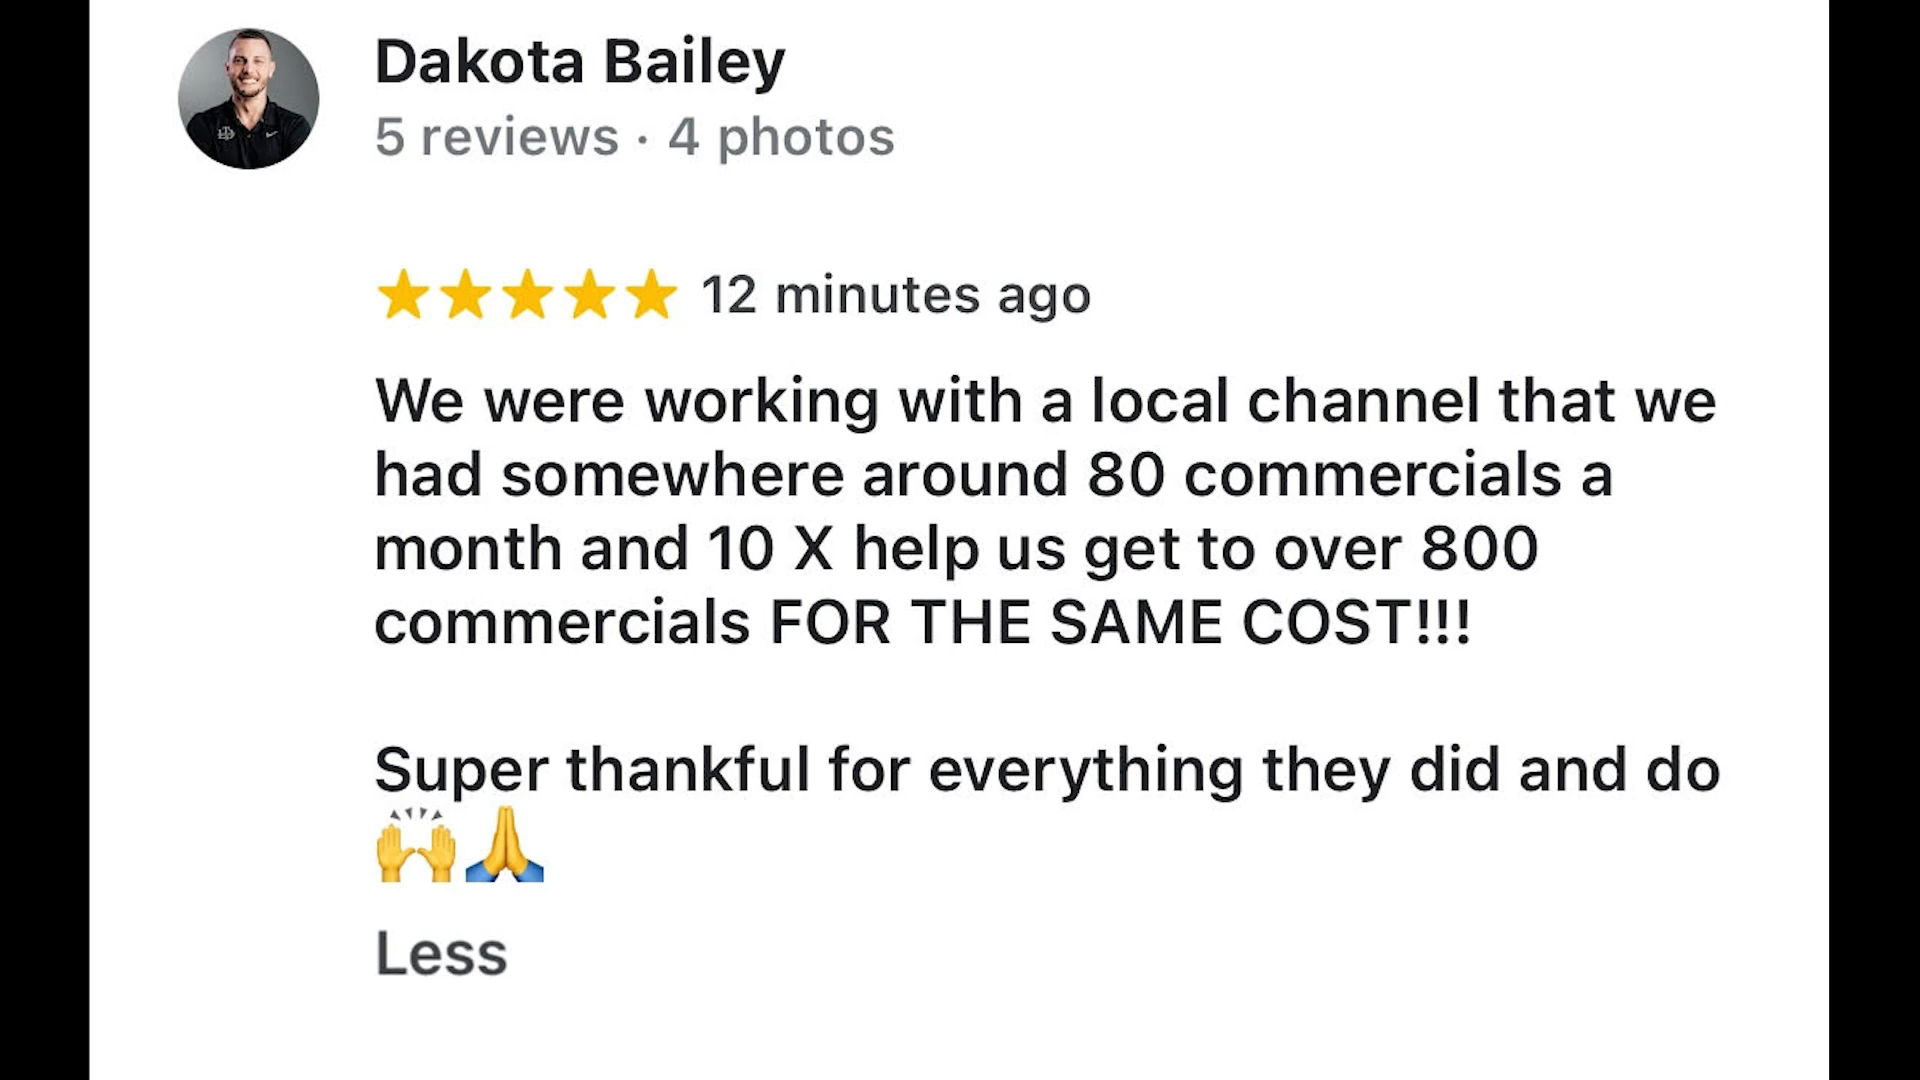 Dakota Bailey
5 reviews · 4 photos
★★★★★ 12 minutes ago
We were working with a local channel that we
had somewhere around 80 commercials a
month and 10 X help us get to over 800
commercials FOR THE SAME COST!!!
Super thankful for everything they did and do
🙌🙏
Less